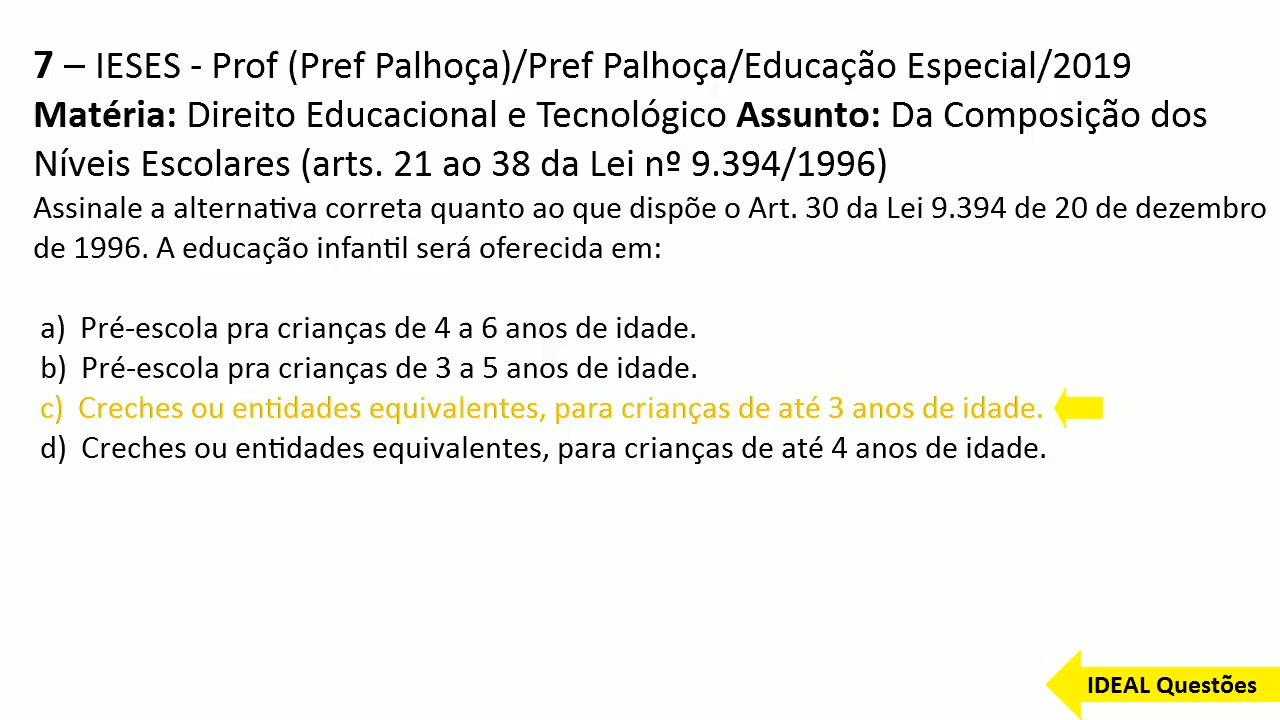 7 – IESES - Prof (Pref Palhoça)/Pref Palhoça/Educação Especial/2019
Matéria: Direito Educacional e Tecnológico Assunto: Da Composição dos
Níveis Escolares (arts. 21 ao 38 da Lei nº 9.394/1996)
Assinale a alternativa correta quanto ao que dispõe o Art. 30 da Lei 9.394 de 20 de dezembro
de 1996. A educação infantil será oferecida em:
a) Pré-escola pra crianças de 4 a 6 anos de idade.
b) Pré-escola pra crianças de 3 a 5 anos de idade.
c) Creches ou entidades equivalentes, para crianças de até 3 anos de idade.
d) Creches ou entidades equivalentes, para crianças de até 4 anos de idade.
IDEAL Questões